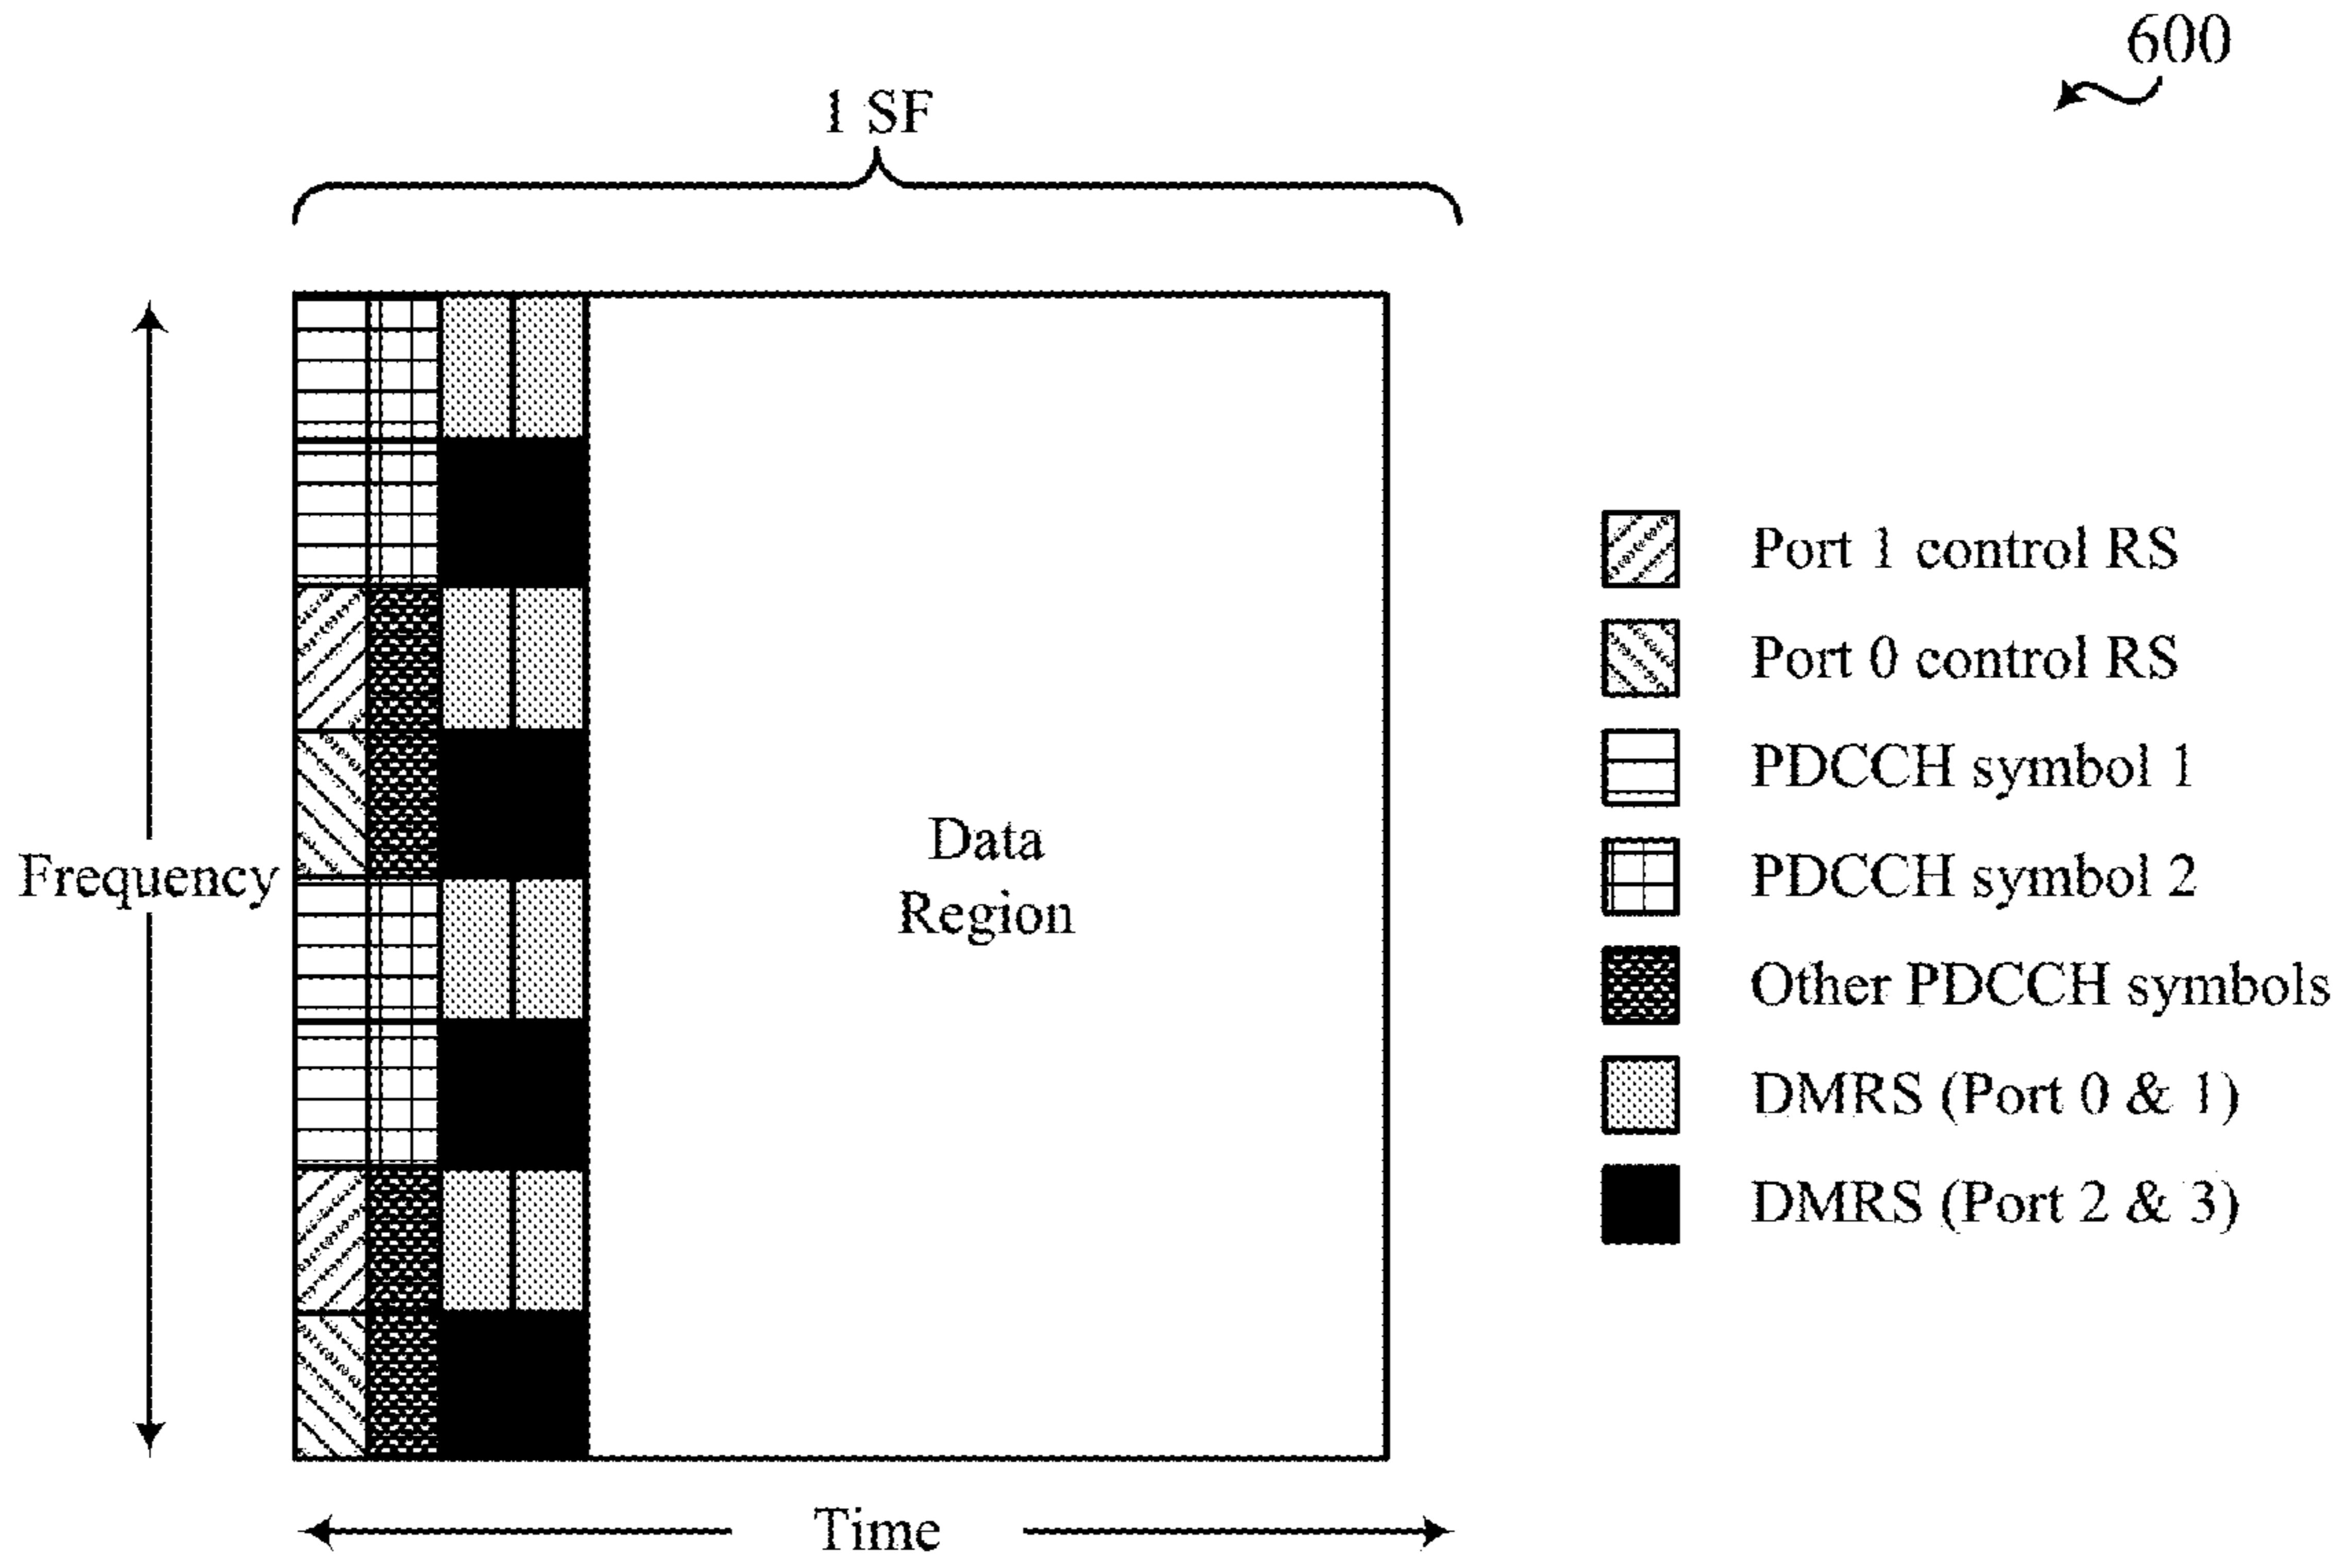 600
1 SF
Frequency
Data
Region
Time
Port 1 control RS
Port 0 control RS
PDCCH symbol 1
PDCCH symbol 2
Other PDCCH symbols
DMRS (Port 0 & 1)
DMRS (Port 2 & 3)